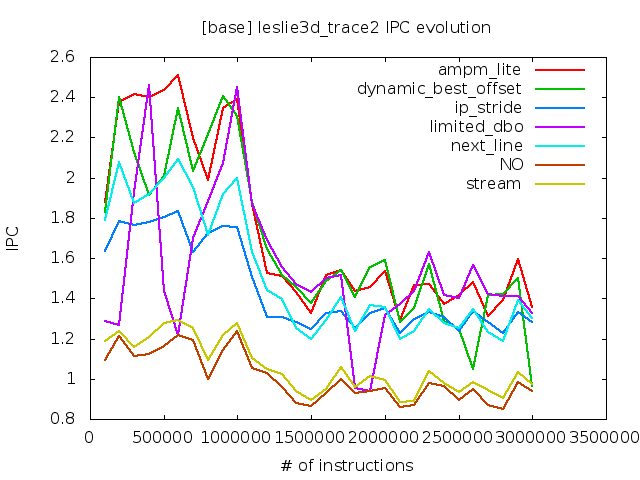 [base] leslie3d_trace2 IPC evolution
2.6
2.4
2.2
2
1.8
1.6
1.4
1.2
1
0.8
IPC
ampm_lite
dynamic_best_offset
ip_stride
limited_dbo
next_line
NO
stream
0 500000 1000000 1500000 2000000 2500000 3000000 3500000
# of instructions